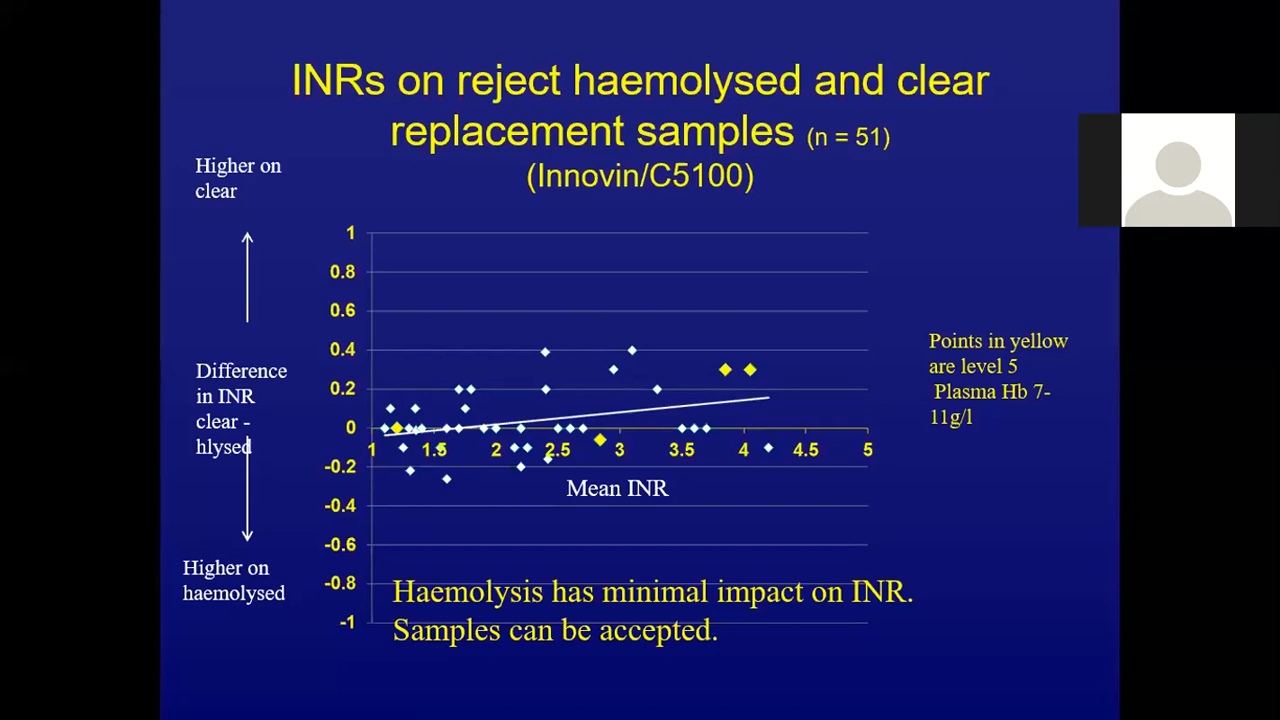 INRs on reject haemolysed and clear
replacement samples (n = 51)
(Innovin/C5100)
Higher on
clear
Difference
in INR
clear -
hlysed
Higher on
haemolysed
1
0.8
0.6
0.4
0.2
0
-0.2
-0.4
-0.6
-0.8
-1
1 1.5 2 2.5 3 3.5 4 4.5 5
Mean INR
Points in yellow
are level 5
Plasma Hb 7-
11g/l
Haemolysis has minimal impact on INR.
Samples can be accepted.